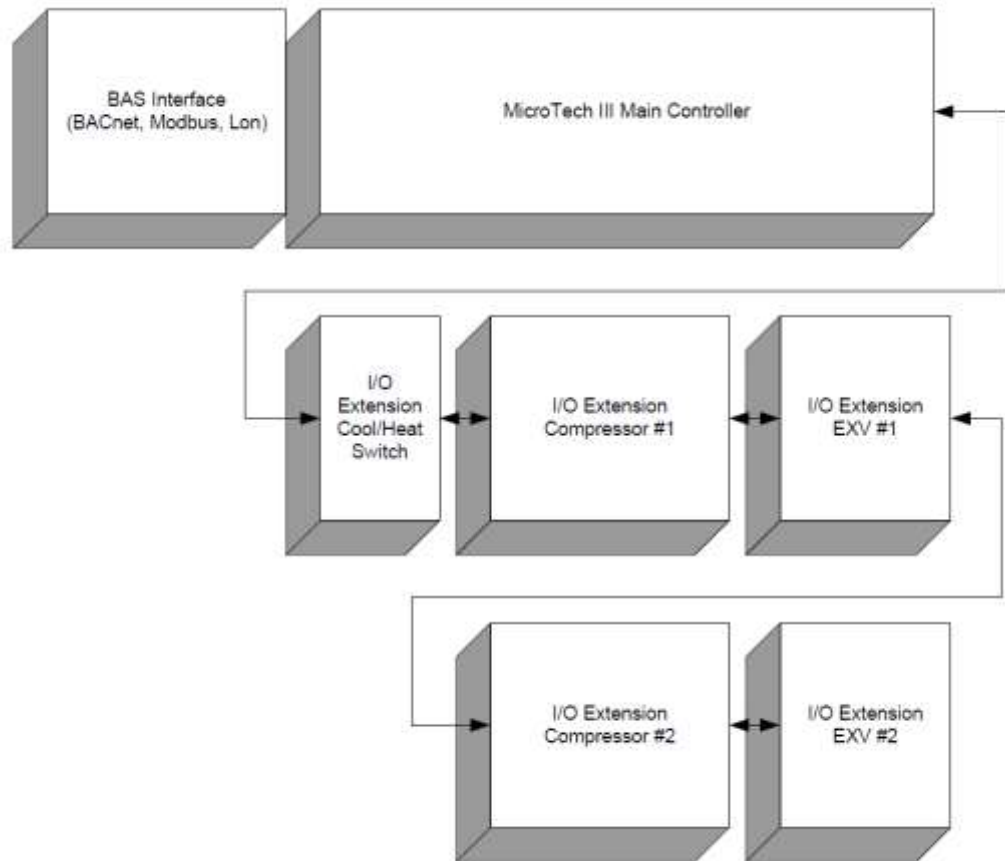 BAS Interface
(BACnet, Modbus, Lon)
MicroTech III Main Controller
I/O
Extension
Cool/Heat
Switch
I/O Extension
Compressor #1
I/O Extension
EXV #1
I/O Extension
Compressor #2
I/O Extension
EXV #2